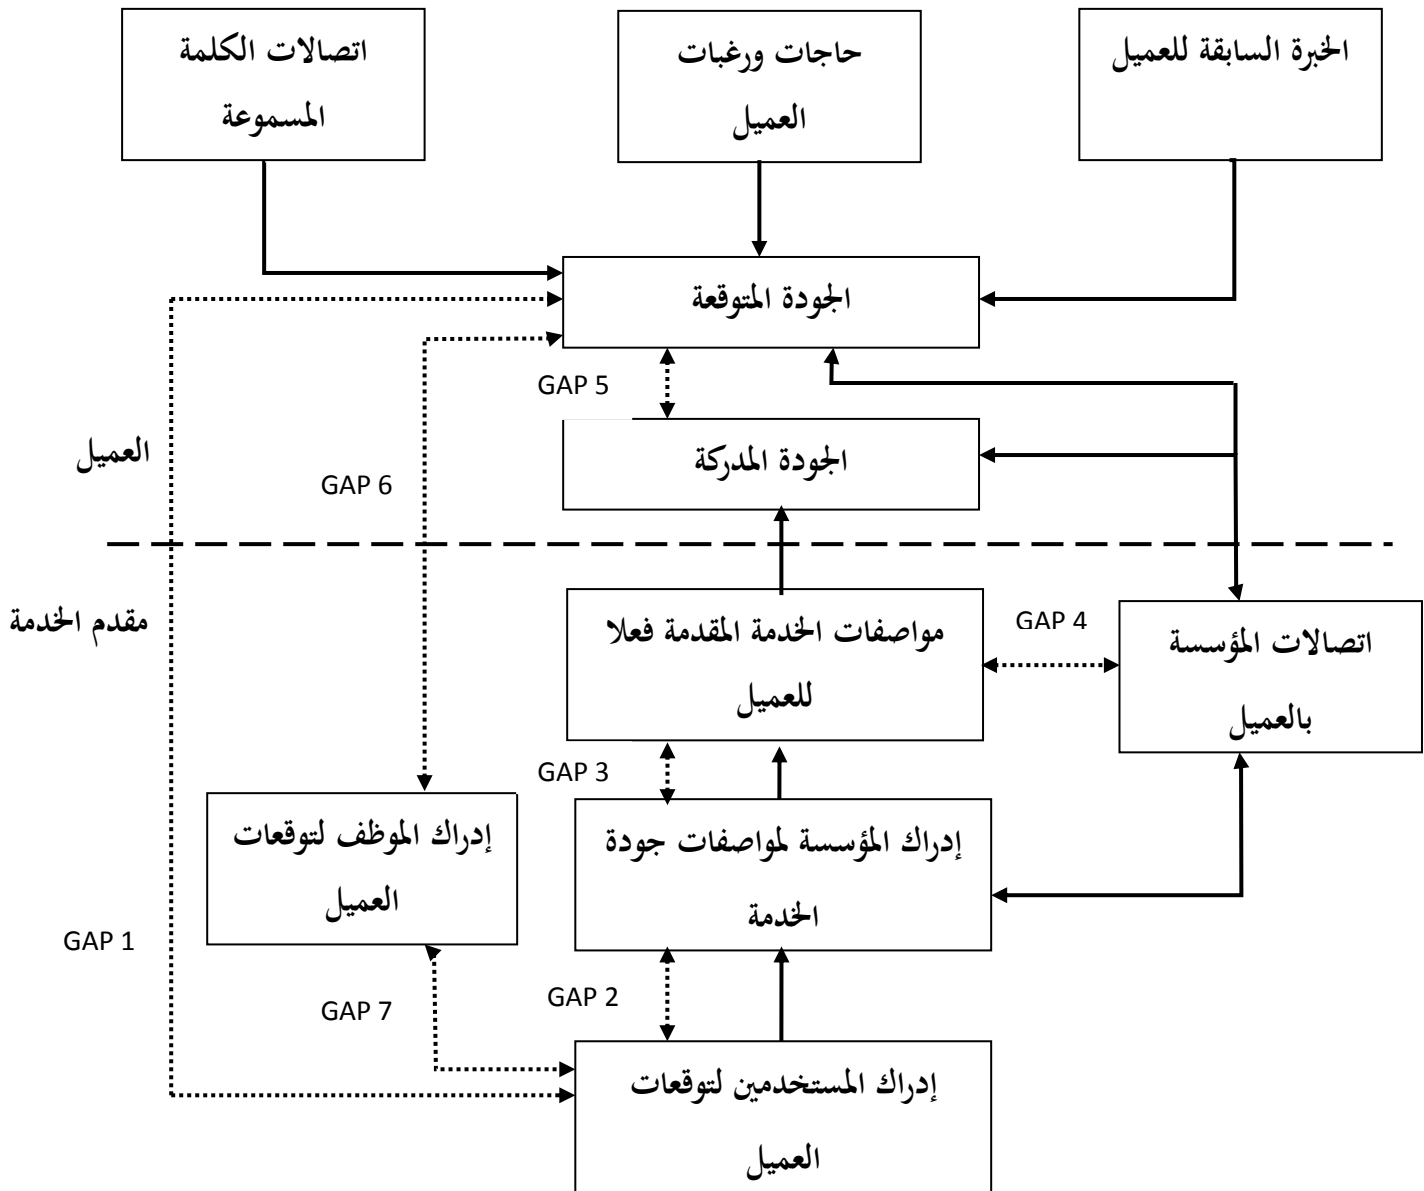 الخبرة السابقة للعميل
حاجات ورغبات
العميل
اتصالات الكلمة
المسموعة
الجودة المتوقعة
GAP 5
العميل
الجودة المدركة
GAP 6
مقدم الخدمة
مواصفات الخدمة المقدمة فعلا
للعميل
GAP 4
اتصالات المؤسسة
بالعميل
GAP 3
إدراك الموظف لتوقعات
العميل
إدراك المؤسسة لمواصفات جودة
الخدمة
GAP 1
GAP 7
GAP 2
إدراك المستخدمين لتوقعات
العميل